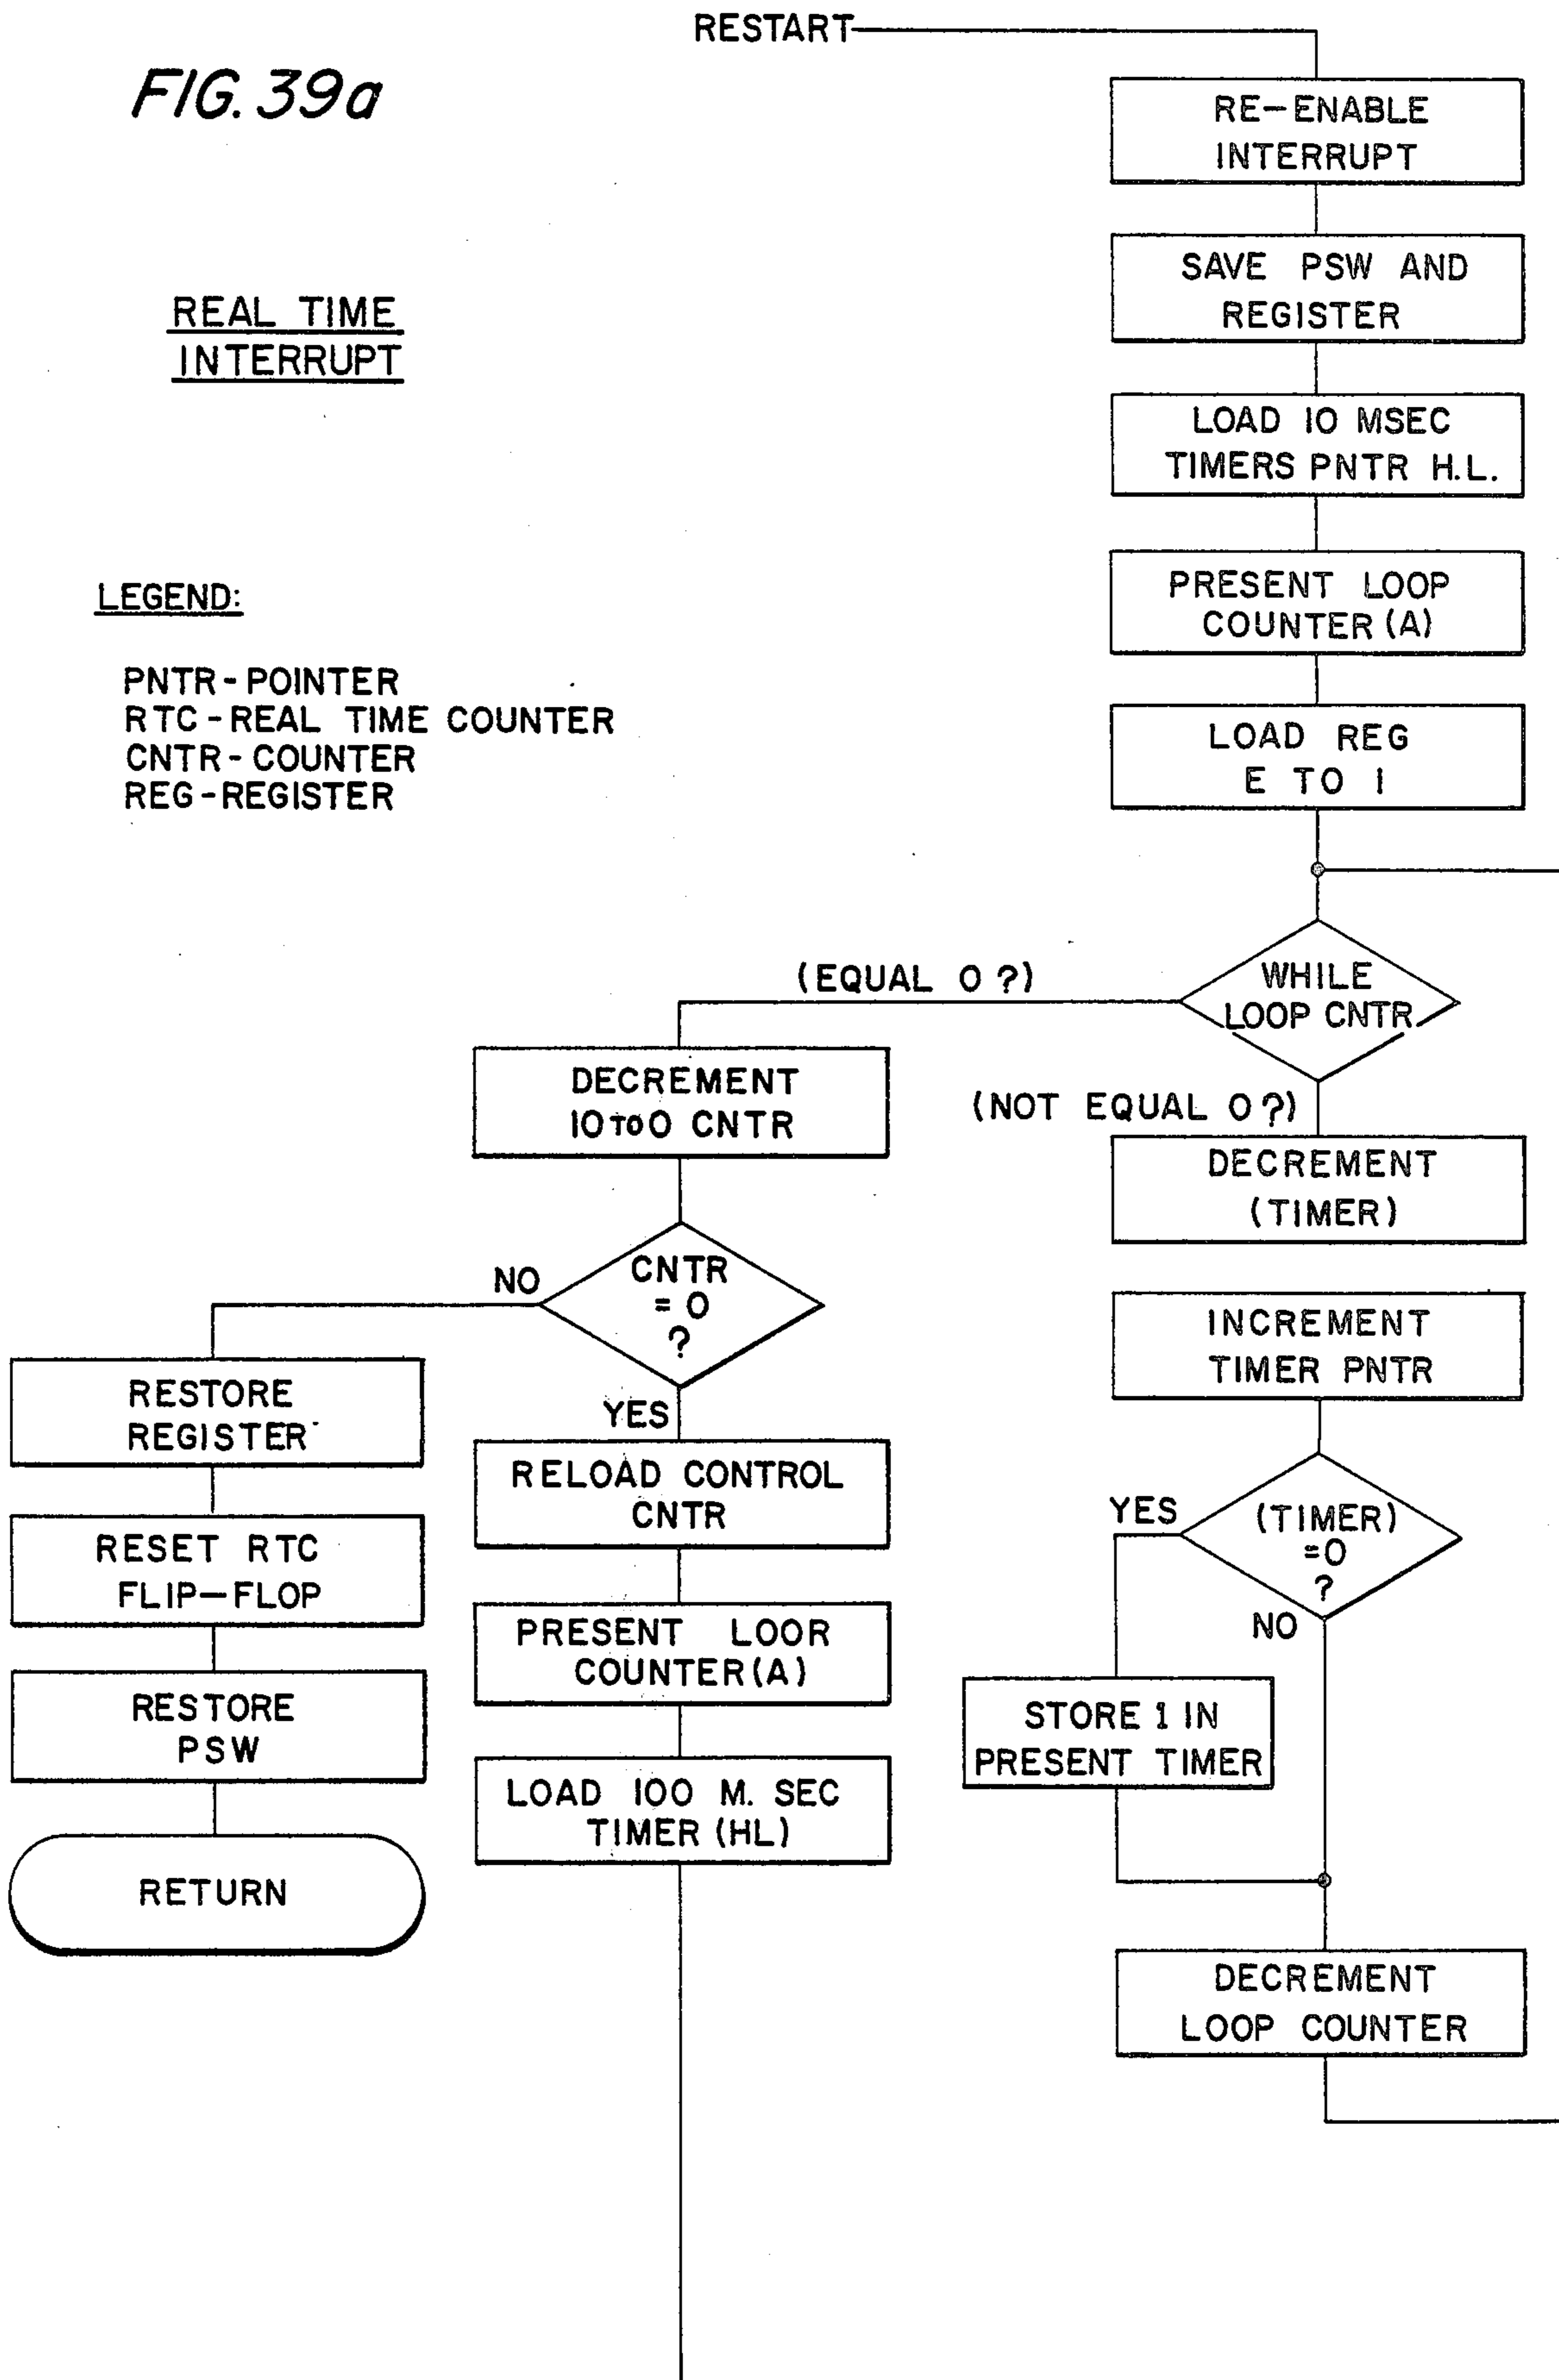 RESTART
FIG. 39a
RE-ENABLE
INTERRUPT
SAVE PSW AND
REGISTER
REAL TIME
INTERRUPT
LOAD 10 MSEC
TIMERS PNTR H.L.
PRESENT LOOP
COUNTER (A)
LEGEND:
PNTR - POINTER
RTC - REAL TIME COUNTER
CNTR - COUNTER
REG - REGISTER
LOAD REG
E TO 1
WHILE
LOOP CNTR
(EQUAL 0 ?)
(NOT EQUAL 0 ?)
DECREMENT
10 TO 0 CNTR
DECREMENT
(TIMER)
CNTR
= 0
?
NO
YES
INCREMENT
TIMER PNTR
RESTORE
REGISTER
RELOAD CONTROL
CNTR
YES
(TIMER)
=0
?
NO
RESET RTC
FLIP-FLOP
PRESENT LOOR
COUNTER (A)
RESTORE
PSW
STORE 1 IN
PRESENT TIMER
LOAD 100 M. SEC
TIMER (HL)
RETURN
DECREMENT
LOOP COUNTER